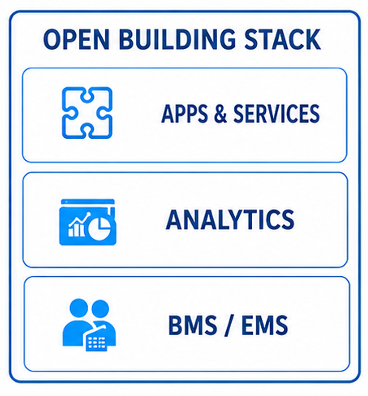 OPEN BUILDING STACK
APPS & SERVICES
ANALYTICS
BMS / EMS